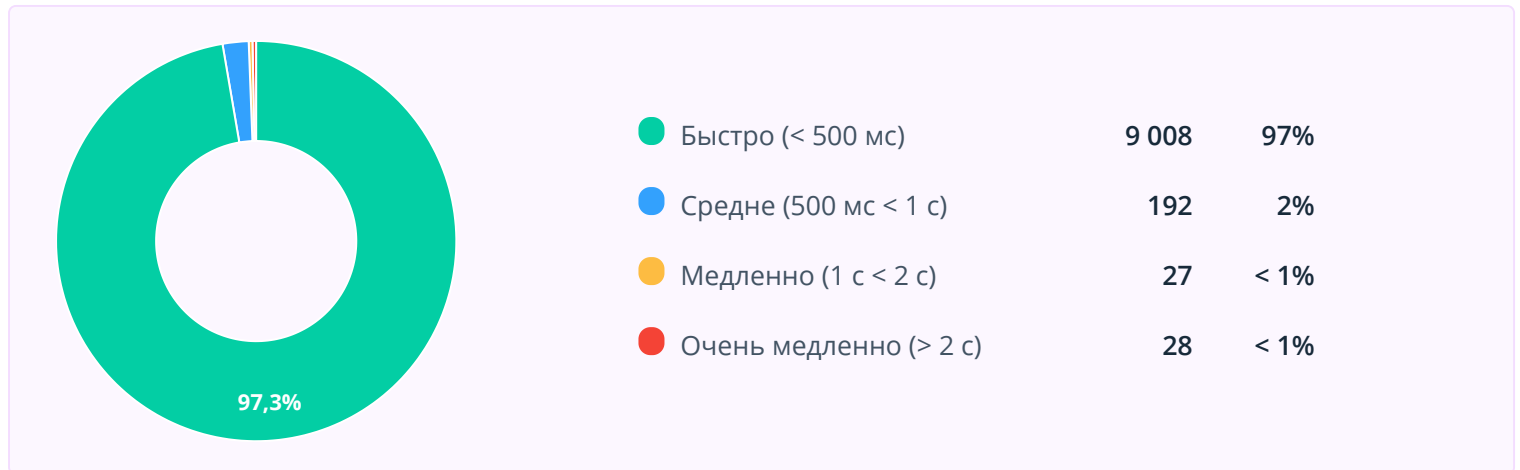 Быстро (< 500 мс) 9 008 97%
Средне (500 мс < 1 с) 192 2%
Медленно (1 с < 2 с) 27 < 1%
Очень медленно (> 2 с) 28 < 1%
97,3%